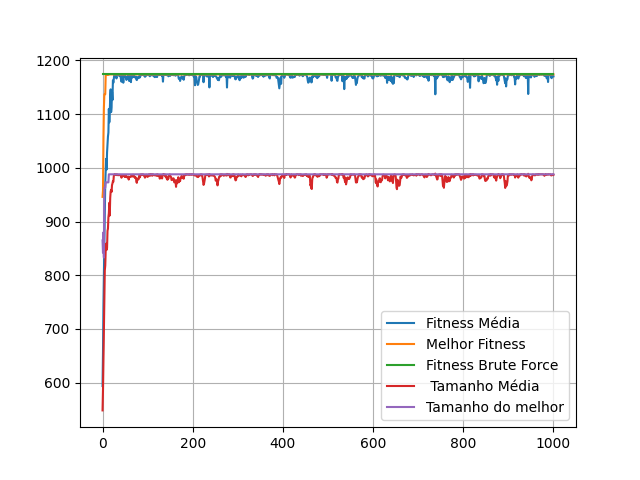 1200
1100
1000
900
800
700
600
0
200
400
600
800
1000
Fitness Média
Melhor Fitness
Fitness Brute Force
Tamanho Média
Tamanho do melhor